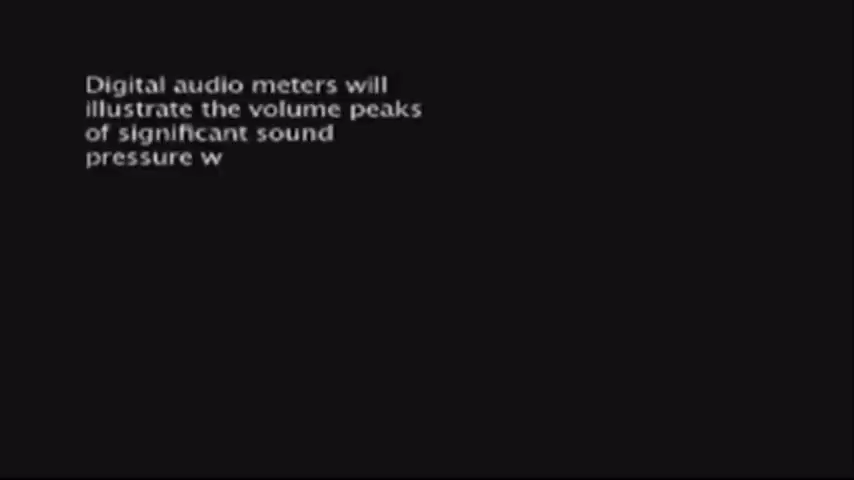 Digital audio meters will
illustrate the volume peaks
of significant sound
pressure w